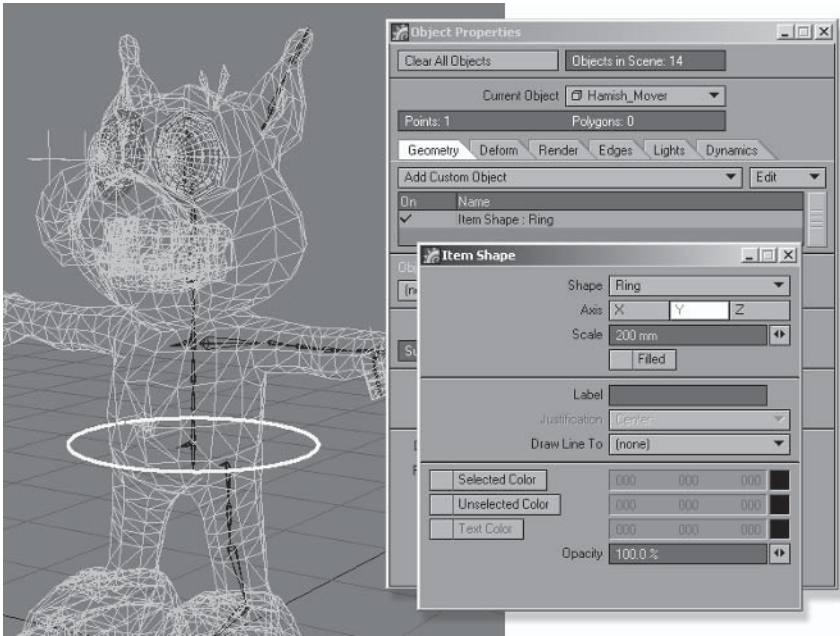 Object Properties
Clear All Objects
Objects in Scene: 14
Current Object Hamish_Mover
Points: 1 Polygons: 0
Geometry Deform Render Edges Lights Dynamics
Add Custom Object Edit
On Name
Item Shape : Ring
Item Shape
Shape Ring
Axis X Y Z
Scale 200 mm
Filled
Label
Justification Center
Draw Line To (none)
Selected Color 000 000 000
Unselected Color 000 000 000
Text Color 000 000 000
Opacity 100.0 %